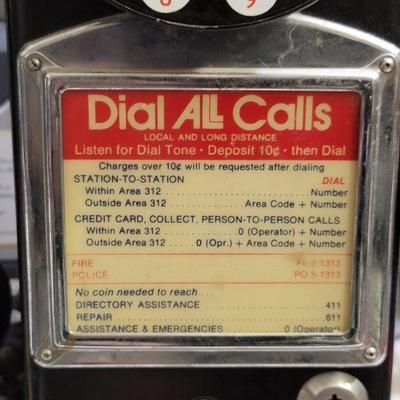 8 9
Dial ALL Calls
LOCAL AND LONG DISTANCE
Listen for Dial Tone • Deposit 10¢ • then Dial
Charges over 10¢ will be requested after dialing
STATION-TO-STATION DIAL
Within Area 312 .......... Number
Outside Area 312 .......... Area Code + Number
CREDIT CARD, COLLECT, PERSON-TO-PERSON CALLS
Within Area 312 .......... 0 (Operator) + Number
Outside Area 312 ...... 0 (Opr.) + Area Code + Number
FIRE .......... FI 7-1313
POLICE .......... PO 5-1313
No coin needed to reach ...
DIRECTORY ASSISTANCE .......... 411
REPAIR .......... 611
ASSISTANCE & EMERGENCIES 0 (Operator)